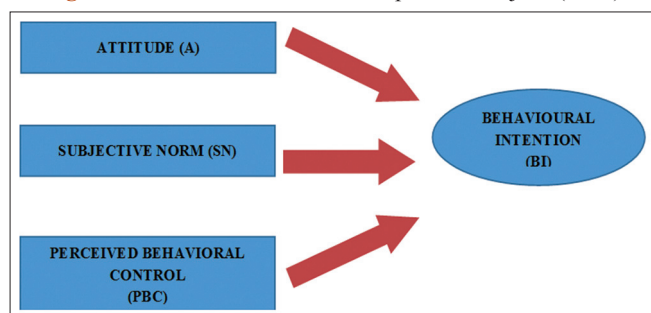 ATTITUDE (A)
SUBJECTIVE NORM (SN)
PERCEIVED BEHAVIORAL
CONTROL
(PBC)
BEHAVIOURAL
INTENTION
(BI)